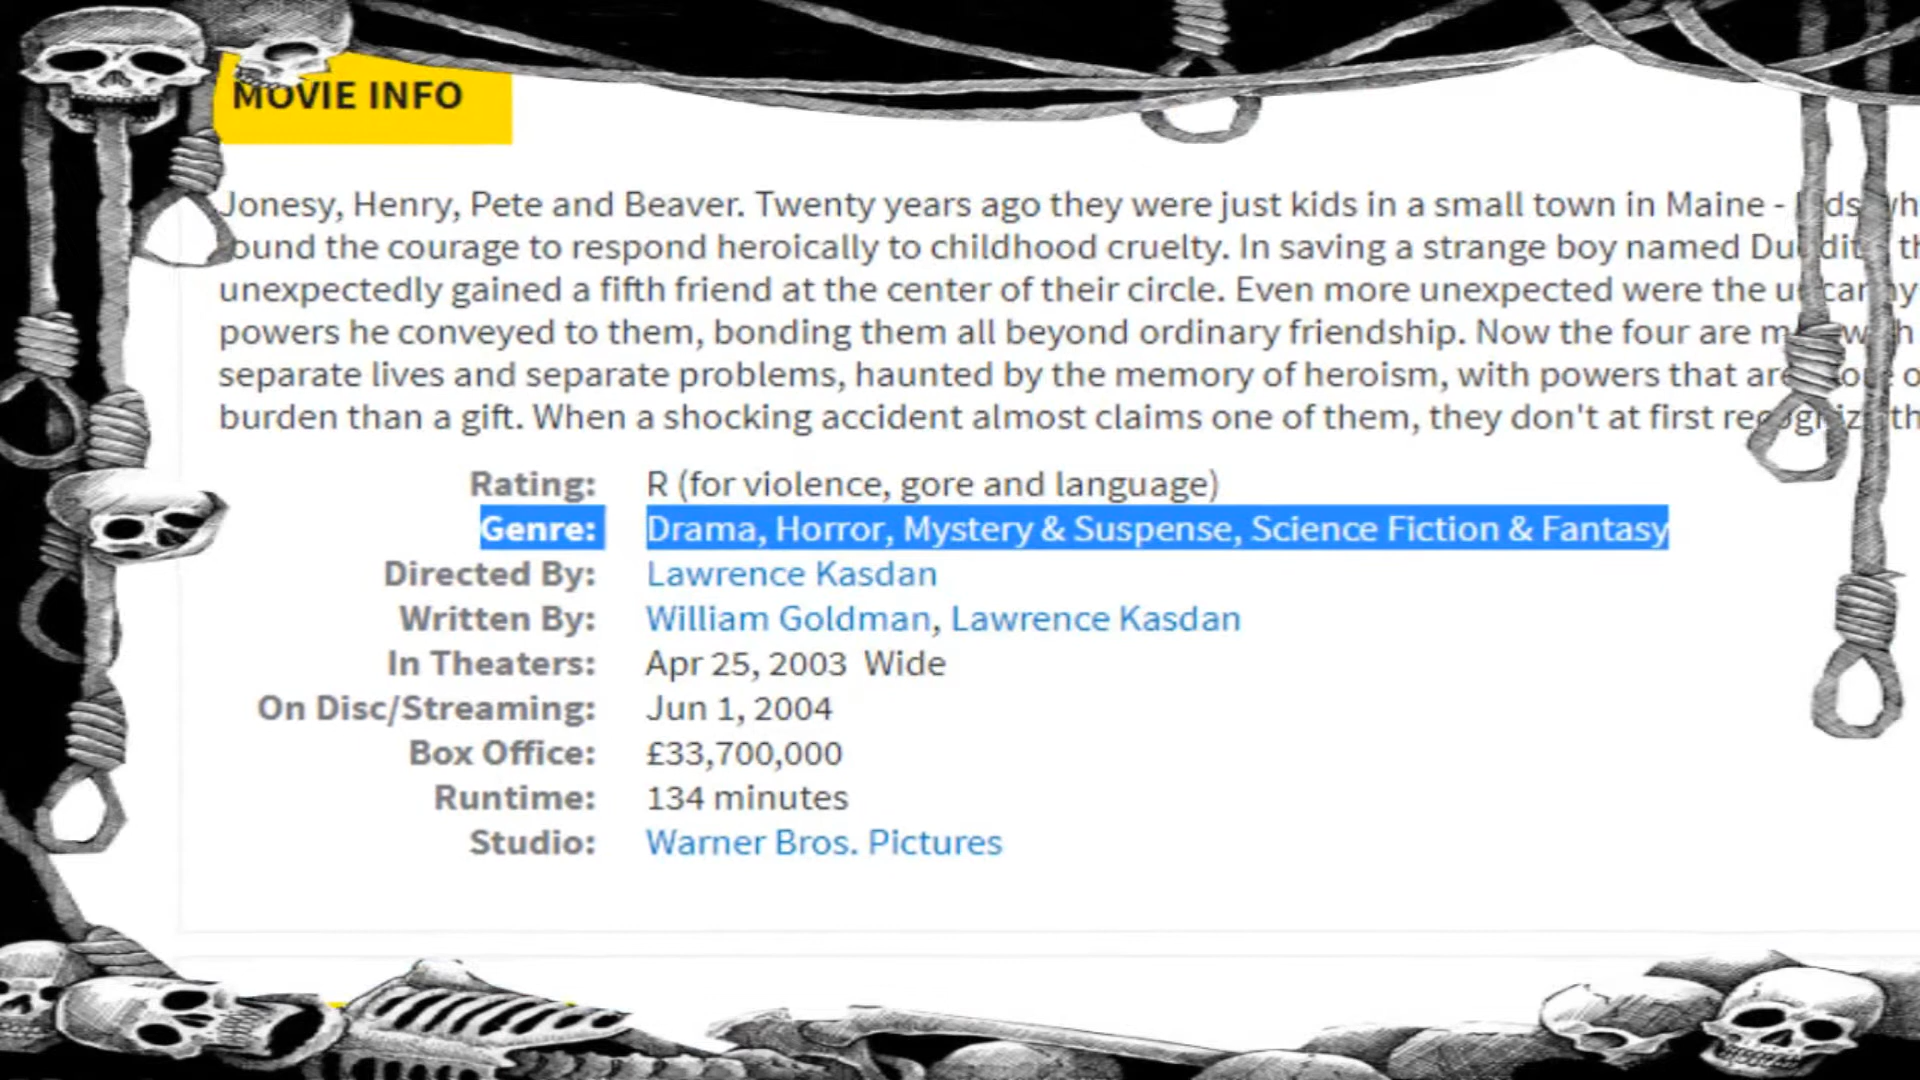 MOVIE INFO
Jonesy, Henry, Pete and Beaver. Twenty years ago they were just kids in a small town in Maine -
ound the courage to respond heroically to childhood cruelty. In saving a strange boy named
unexpectedly gained a fifth friend at the center of their circle. Even more unexpected were the
powers he conveyed to them, bonding them all beyond ordinary friendship. Now the four are
separate lives and separate problems, haunted by the memory of heroism, with powers that are
burden than a gift. When a shocking accident almost claims one of them, they don't at first
Rating: R (for violence, gore and language)
Genre: Drama, Horror, Mystery & Suspense, Science Fiction & Fantasy
Directed By: Lawrence Kasdan
Written By: William Goldman, Lawrence Kasdan
In Theaters: Apr 25, 2003 Wide
On Disc/Streaming: Jun 1, 2004
Box Office: £33,700,000
Runtime: 134 minutes
Studio: Warner Bros. Pictures